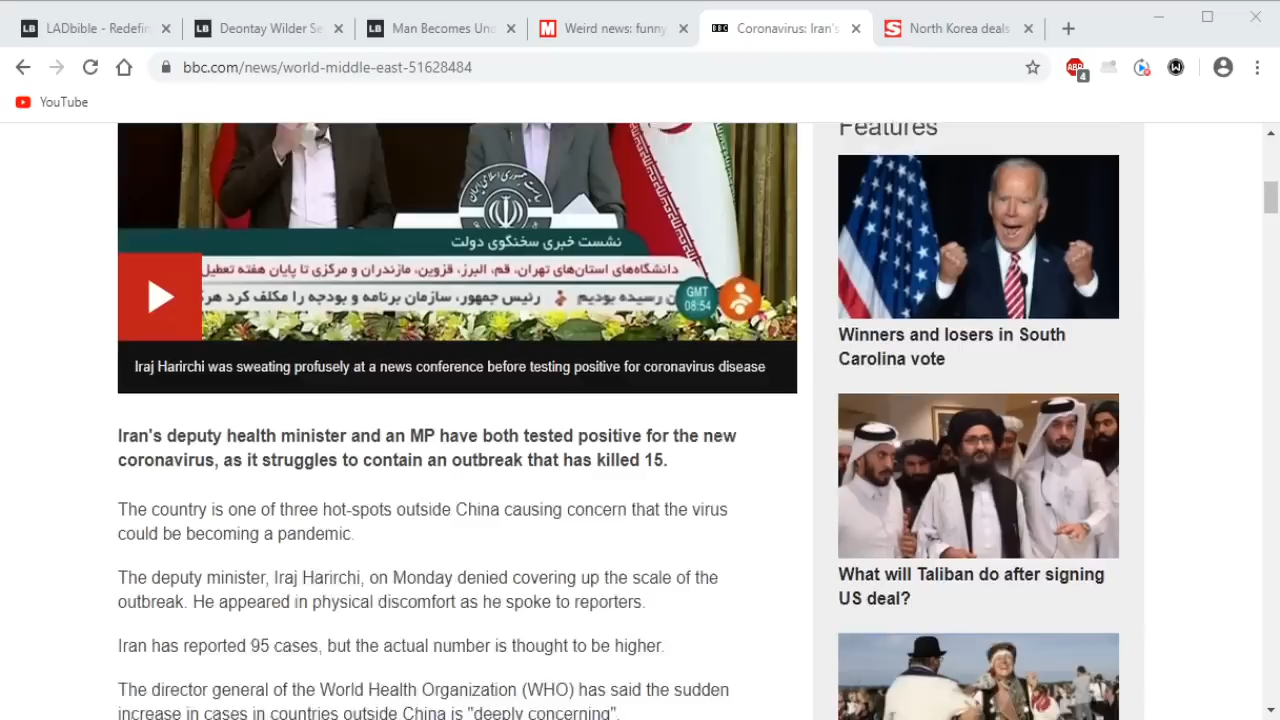 LADbible - Redefin
Deontay Wilder Se
Man Becomes Unc
Weird news: funny
BBC
Coronavirus: Iran's
North Korea deals
bbc.com/news/world-middle-east-51628484
ABP
4
YouTube
Features
نشست خبری سخنگوی دولت
دانشگاه‌های استان‌های تهران، قم، البرز، قزوین، مازندران و مرکزی تا پایان هفته تعطیل
ن رسیده بودیم
رئیس جمهور، سازمان برنامه و بودجه را مکلف کرد هر
GMT
08:54
Iraj Harirchi was sweating profusely at a news conference before testing positive for coronavirus disease
Winners and losers in South
Carolina vote
Iran's deputy health minister and an MP have both tested positive for the new
coronavirus, as it struggles to contain an outbreak that has killed 15.
The country is one of three hot-spots outside China causing concern that the virus
could be becoming a pandemic.
The deputy minister, Iraj Harirchi, on Monday denied covering up the scale of the
outbreak. He appeared in physical discomfort as he spoke to reporters.
Iran has reported 95 cases, but the actual number is thought to be higher.
The director general of the World Health Organization (WHO) has said the sudden
increase in cases in countries outside China is "deeply concerning".
What will Taliban do after signing
US deal?